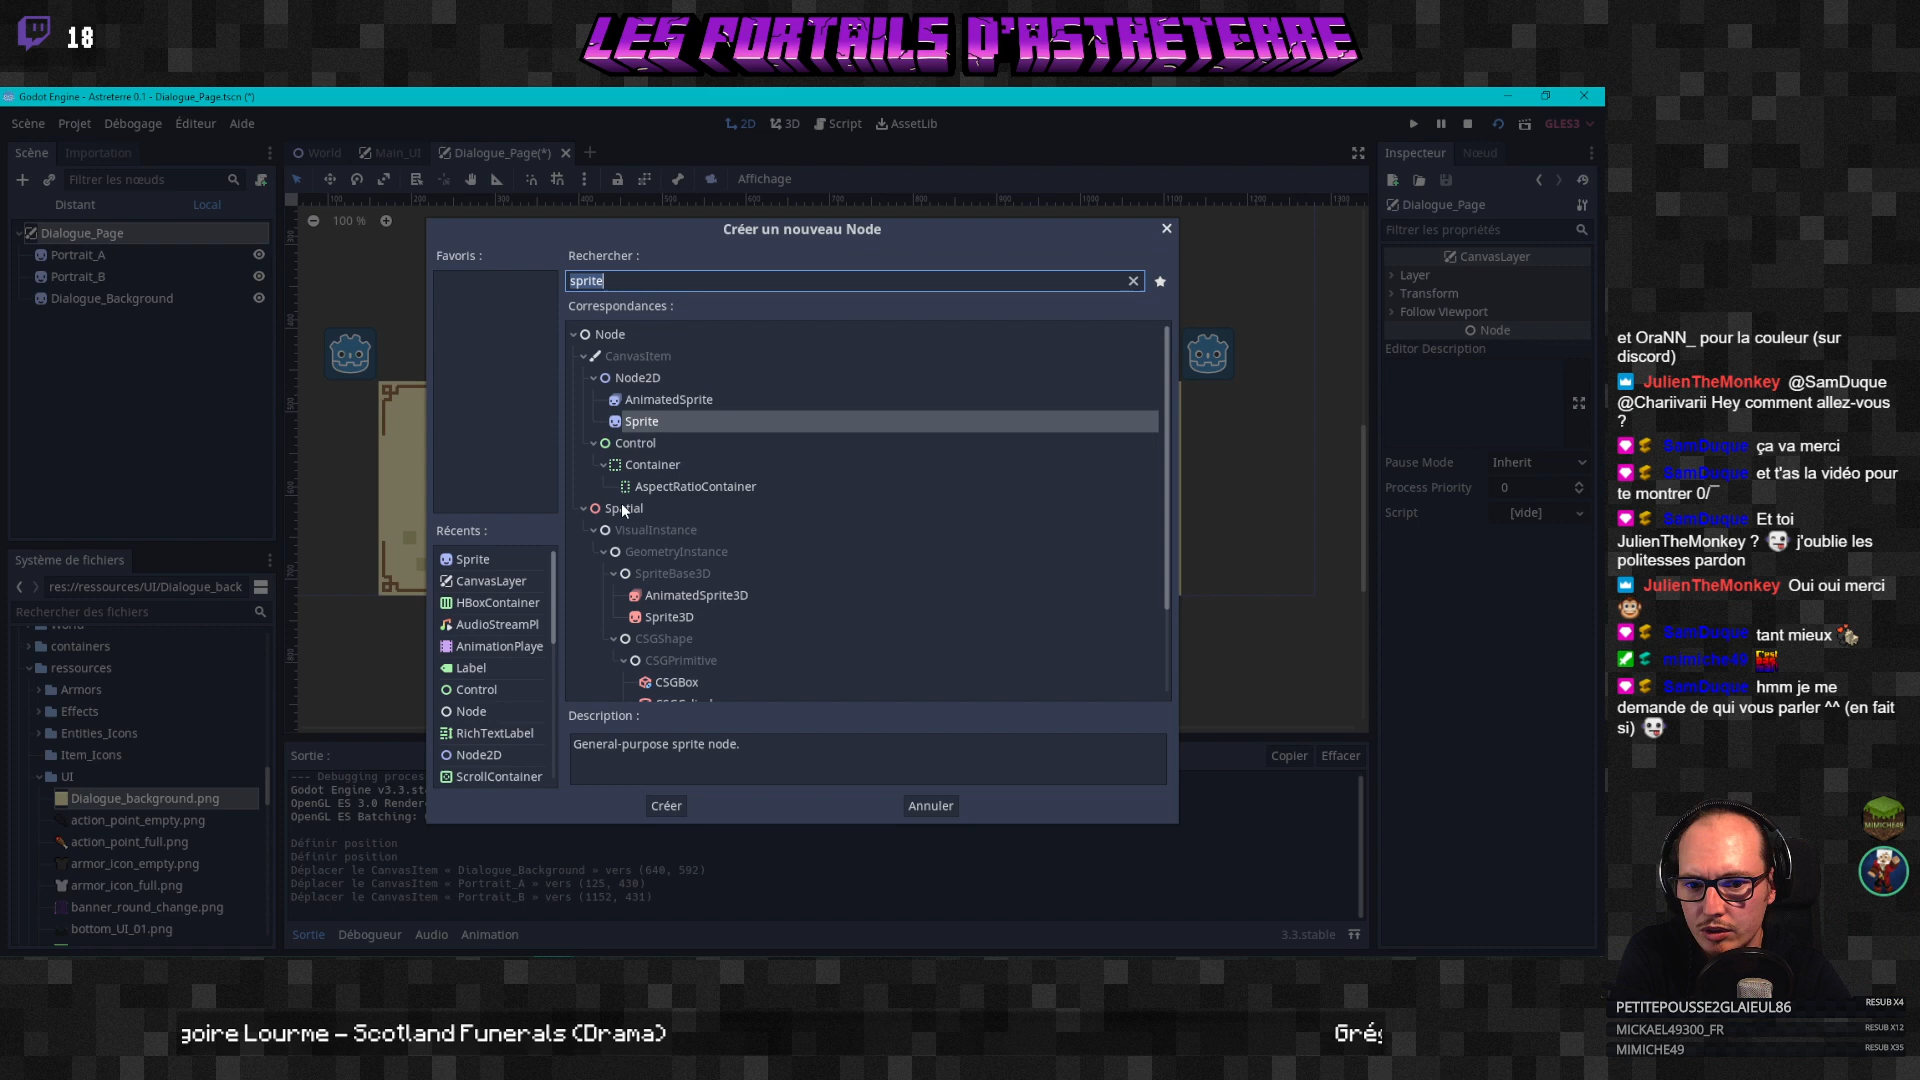 18
LES PORTAILS D'ASTRÉTERRE
Godot Engine - Astreterre 0.1 - Dialogue_Page.tscn (*)
Scène Projet Débogage Éditeur Aide
2D 3D Script AssetLib
GLES3
Scène Importation
World Main_UI Dialogue_Page(*)
Inspecteur Nœud
Filtrer les nœuds
Affichage
Distant Local
Dialogue_Page
Portrait_A
Portrait_B
Dialogue_Background
100 %
Créer un nouveau Node
Favoris :
Rechercher :
sprite
Correspondances :
Node
CanvasItem
Node2D
AnimatedSprite
Sprite
Control
Container
AspectRatioContainer
Spatial
VisualInstance
GeometryInstance
SpriteBase3D
AnimatedSprite3D
Sprite3D
CSGShape
CSGPrimitive
CSGBox
Récents :
Sprite
CanvasLayer
HBoxContainer
AudioStreamPl
AnimationPlaye
Label
Control
Node
RichTextLabel
Node2D
ScrollContainer
Description :
General-purpose sprite node.
Créer Annuler
Dialogue_Page
Filtrer les propriétés
CanvasLayer
Layer
Transform
Follow Viewport
Node
Editor Description
Pause Mode Inherit
Process Priority 0
Script [vide]
Système de fichiers
res://ressources/UI/Dialogue_back
Rechercher des fichiers
World
containers
ressources
Armors
Effects
Entities_Icons
Item_Icons
UI
Dialogue_background.png
action_point_empty.png
action_point_full.png
armor_icon_empty.png
armor_icon_full.png
banner_round_change.png
bottom_UI_01.png
Sortie :
Copier Effacer
--- Debugging proces
Godot Engine v3.3.st
OpenGL ES 3.0 Render
OpenGL ES Batching:
Définir position
Définir position
Déplacer le CanvasItem « Dialogue_Background » vers (640, 592)
Déplacer le CanvasItem « Portrait_A » vers (125, 430)
Déplacer le CanvasItem « Portrait_B » vers (1152, 431)
Sortie Débogueur Audio Animation
3.3.stable
et OraNN_ pour la couleur (sur
discord)
JulienTheMonkey @SamDuque
@Chariivarii Hey comment allez-vous
?
SamDuque ça va merci
SamDuque et t'as la vidéo pour
te montrer 0/¯
SamDuque Et toi
JulienTheMonkey ? j'oublie les
politesses pardon
JulienTheMonkey Oui oui merci
SamDuque tant mieux
mimiche49
SamDuque hmm je me
demande de qui vous parler ^^ (en fait
si)
MIMICHE49
PETITEPOUSSE2GLAIEUL86 RESUB X4
MICKAEL49300_FR RESUB X12
MIMICHE49 RESUB X35
goire Lourme – Scotland Funerals (Drama)
Gré